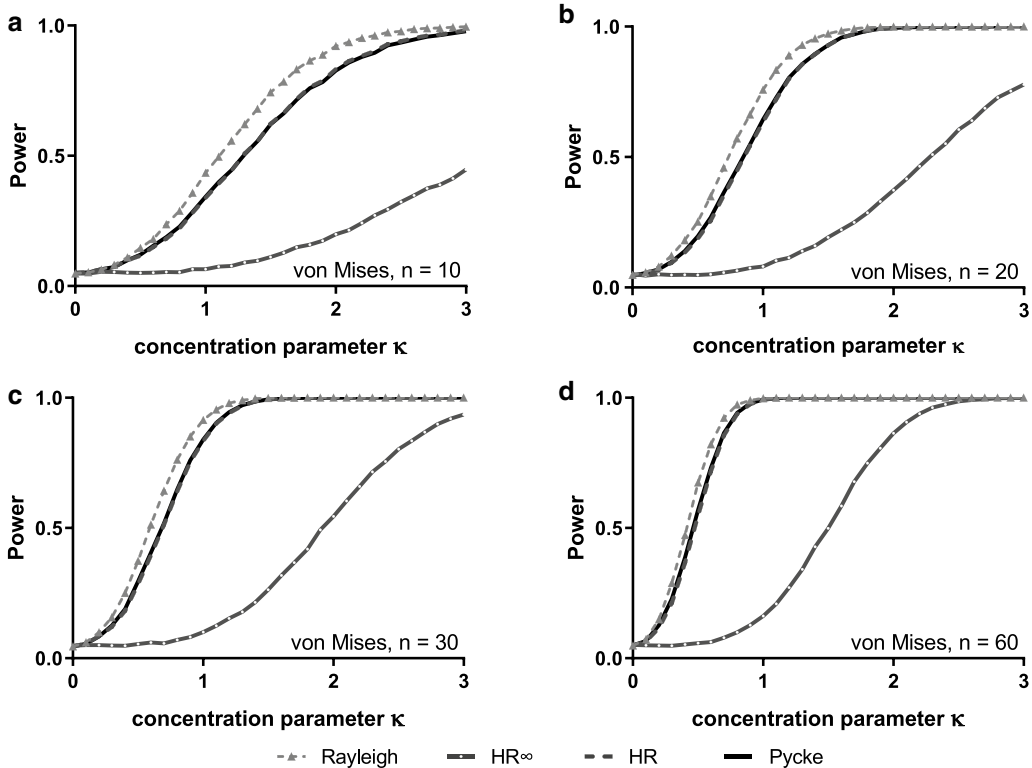 a
b
1.0
0.5
0.0
Power
0 1 2 3
von Mises, n = 10
concentration parameter κ
1.0
0.5
0.0
Power
0 1 2 3
von Mises, n = 20
concentration parameter κ
c
d
1.0
0.5
0.0
Power
0 1 2 3
von Mises, n = 30
concentration parameter κ
1.0
0.5
0.0
Power
0 1 2 3
von Mises, n = 60
concentration parameter κ
Rayleigh HR∞ HR Pycke